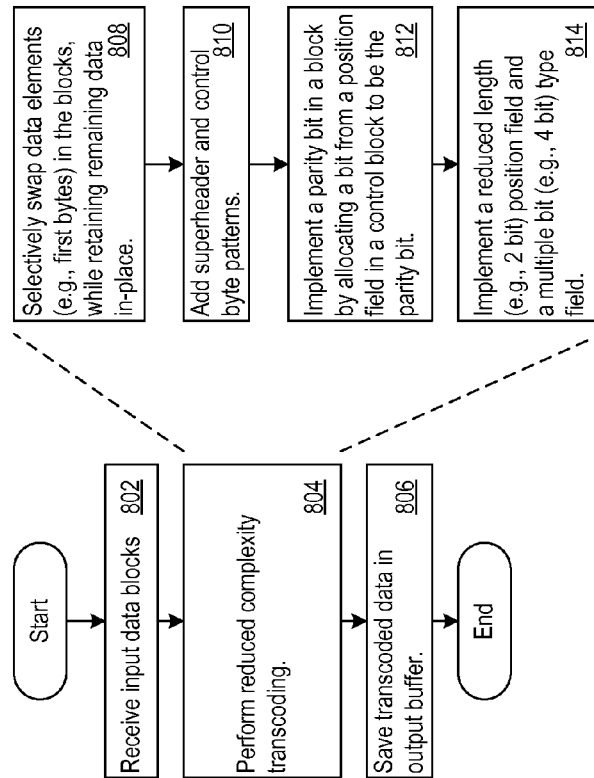 Start
Receive input data blocks
802
Perform reduced complexity
transcoding.
804
Save transcoded data in
output buffer.
806
End
Selectively swap data elements
(e.g., first bytes) in the blocks,
while retaining remaining data
in-place.
808
Add superheader and control
byte patterns.
810
Implement a parity bit in a block
by allocating a bit from a position
field in a control block to be the
parity bit.
812
Implement a reduced length
(e.g., 2 bit) position field and
a multiple bit (e.g., 4 bit) type
field.
814